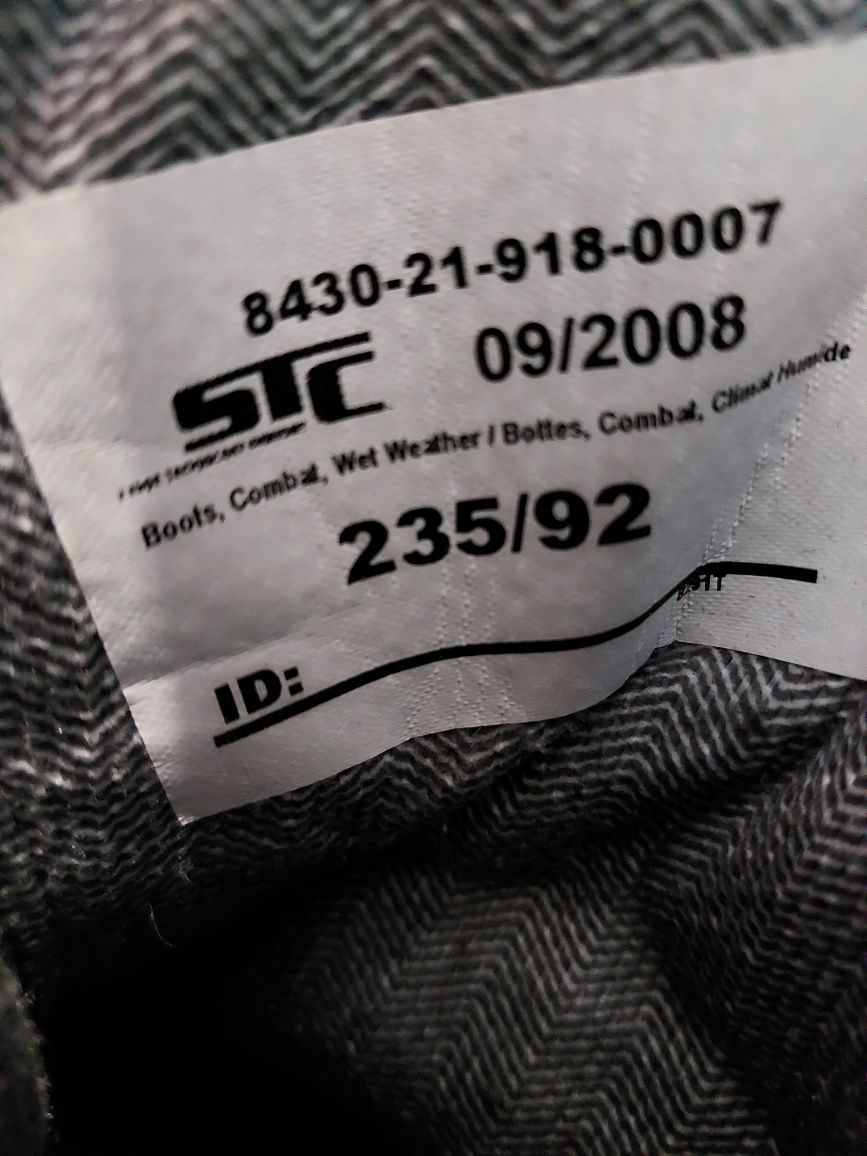 8430-21-918-0007
STC 09/2008
Boots, Combat, Wet Weather / Bottes, Combat, Climat Humide
235/92
ID: